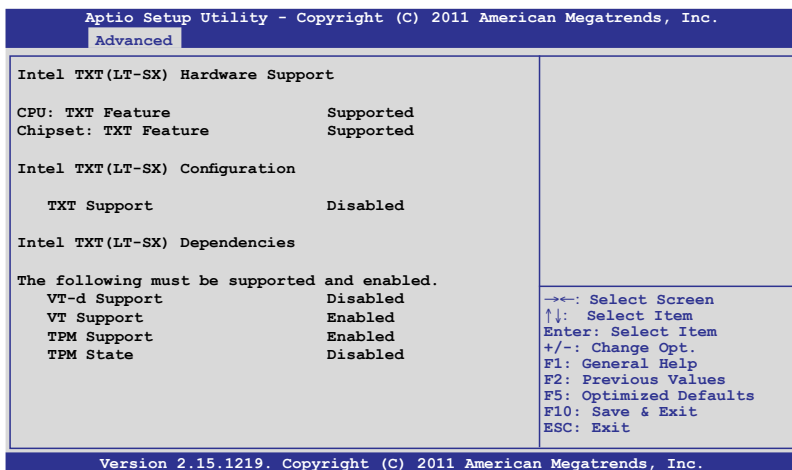 Aptio Setup Utility - Copyright (C) 2011 American Megatrends, Inc.
Advanced
Intel TXT(LT-SX) Hardware Support
CPU: TXT Feature Supported
Chipset: TXT Feature Supported
Intel TXT(LT-SX) Configuration
TXT Support Disabled
Intel TXT(LT-SX) Dependencies
The following must be supported and enabled.
VT-d Support Disabled
VT Support Enabled
TPM Support Enabled
TPM State Disabled
→←: Select Screen
↑↓: Select Item
Enter: Select Item
+/-: Change Opt.
F1: General Help
F2: Previous Values
F5: Optimized Defaults
F10: Save & Exit
ESC: Exit
Version 2.15.1219. Copyright (C) 2011 American Megatrends, Inc.